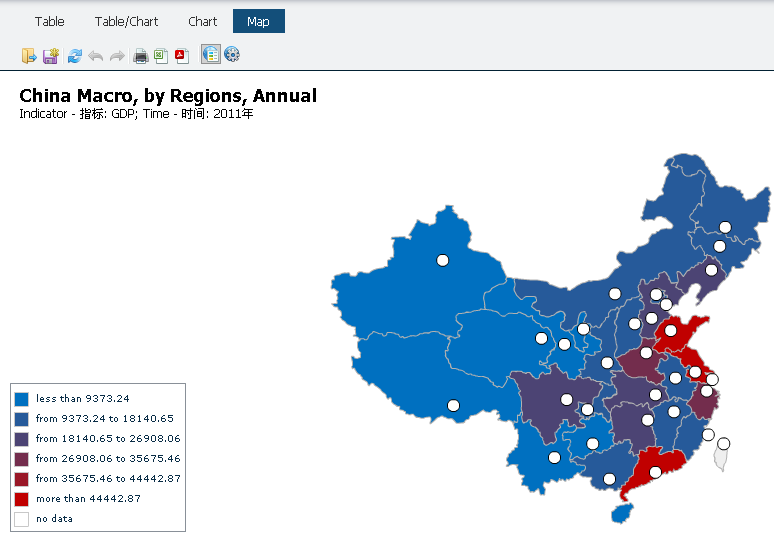 Table Table/Chart Chart Map
China Macro, by Regions, Annual
Indicator - 指标: GDP; Time - 时间: 2011年
less than 9373.24
from 9373.24 to 18140.65
from 18140.65 to 26908.06
from 26908.06 to 35675.46
from 35675.46 to 44442.87
more than 44442.87
no data